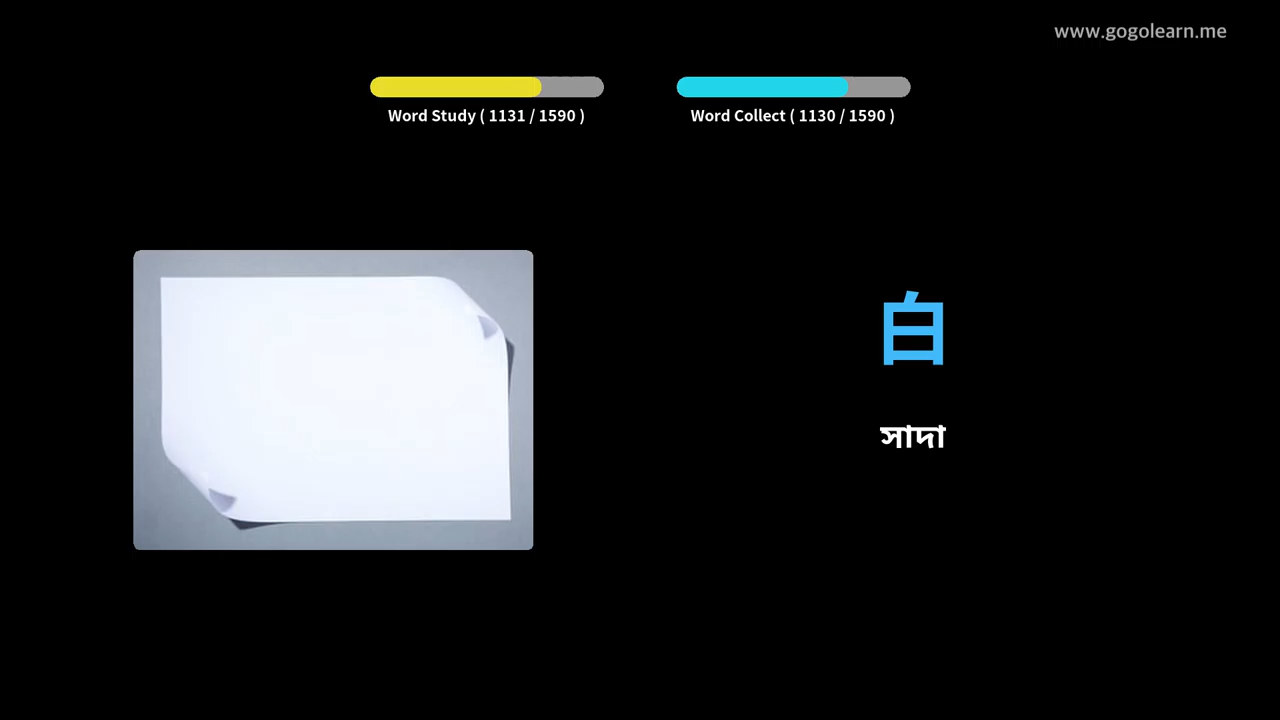 www.gogolearn.me
Word Study ( 1131 / 1590 )
Word Collect ( 1130 / 1590 )
白
সাদা